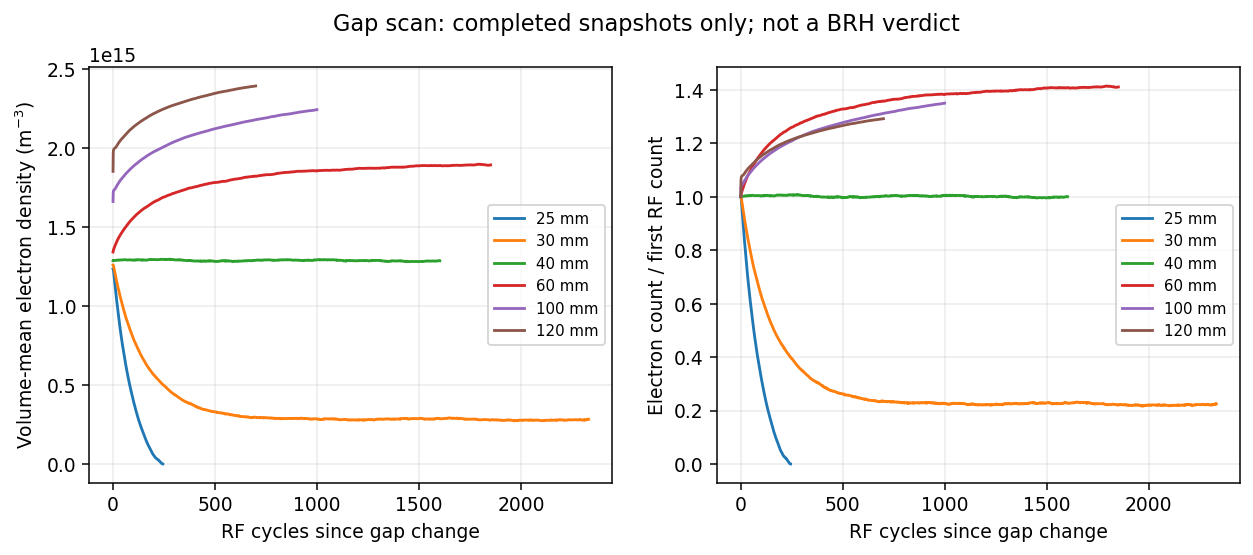 Gap scan: completed snapshots only; not a BRH verdict
1e15
2.5
2.0
1.5
1.0
0.5
0.0
Volume-mean electron density (m⁻³)
0
500
1000
1500
2000
RF cycles since gap change
25 mm
30 mm
40 mm
60 mm
100 mm
120 mm
1.4
1.2
1.0
0.8
0.6
0.4
0.2
0.0
Electron count / first RF count
0
500
1000
1500
2000
RF cycles since gap change
25 mm
30 mm
40 mm
60 mm
100 mm
120 mm